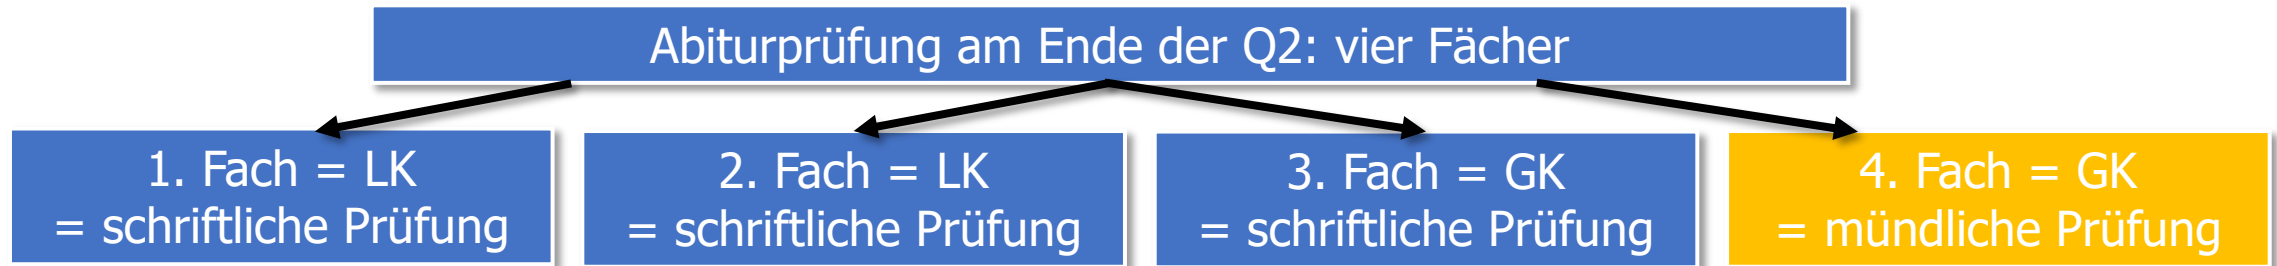 Abiturprüfung am Ende der Q2: vier Fächer
1. Fach = LK
= schriftliche Prüfung
2. Fach = LK
= schriftliche Prüfung
3. Fach = GK
= schriftliche Prüfung
4. Fach = GK
= mündliche Prüfung